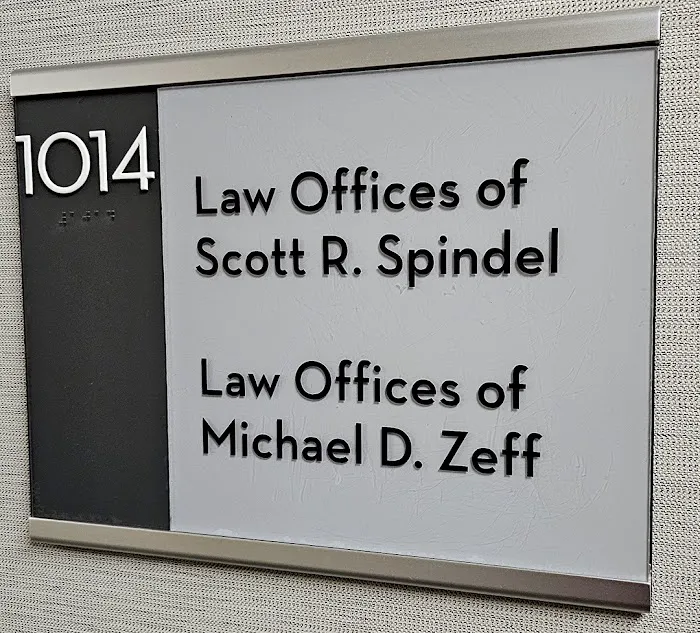 1014
Law Offices of
Scott R. Spindel
Law Offices of
Michael D. Zeff